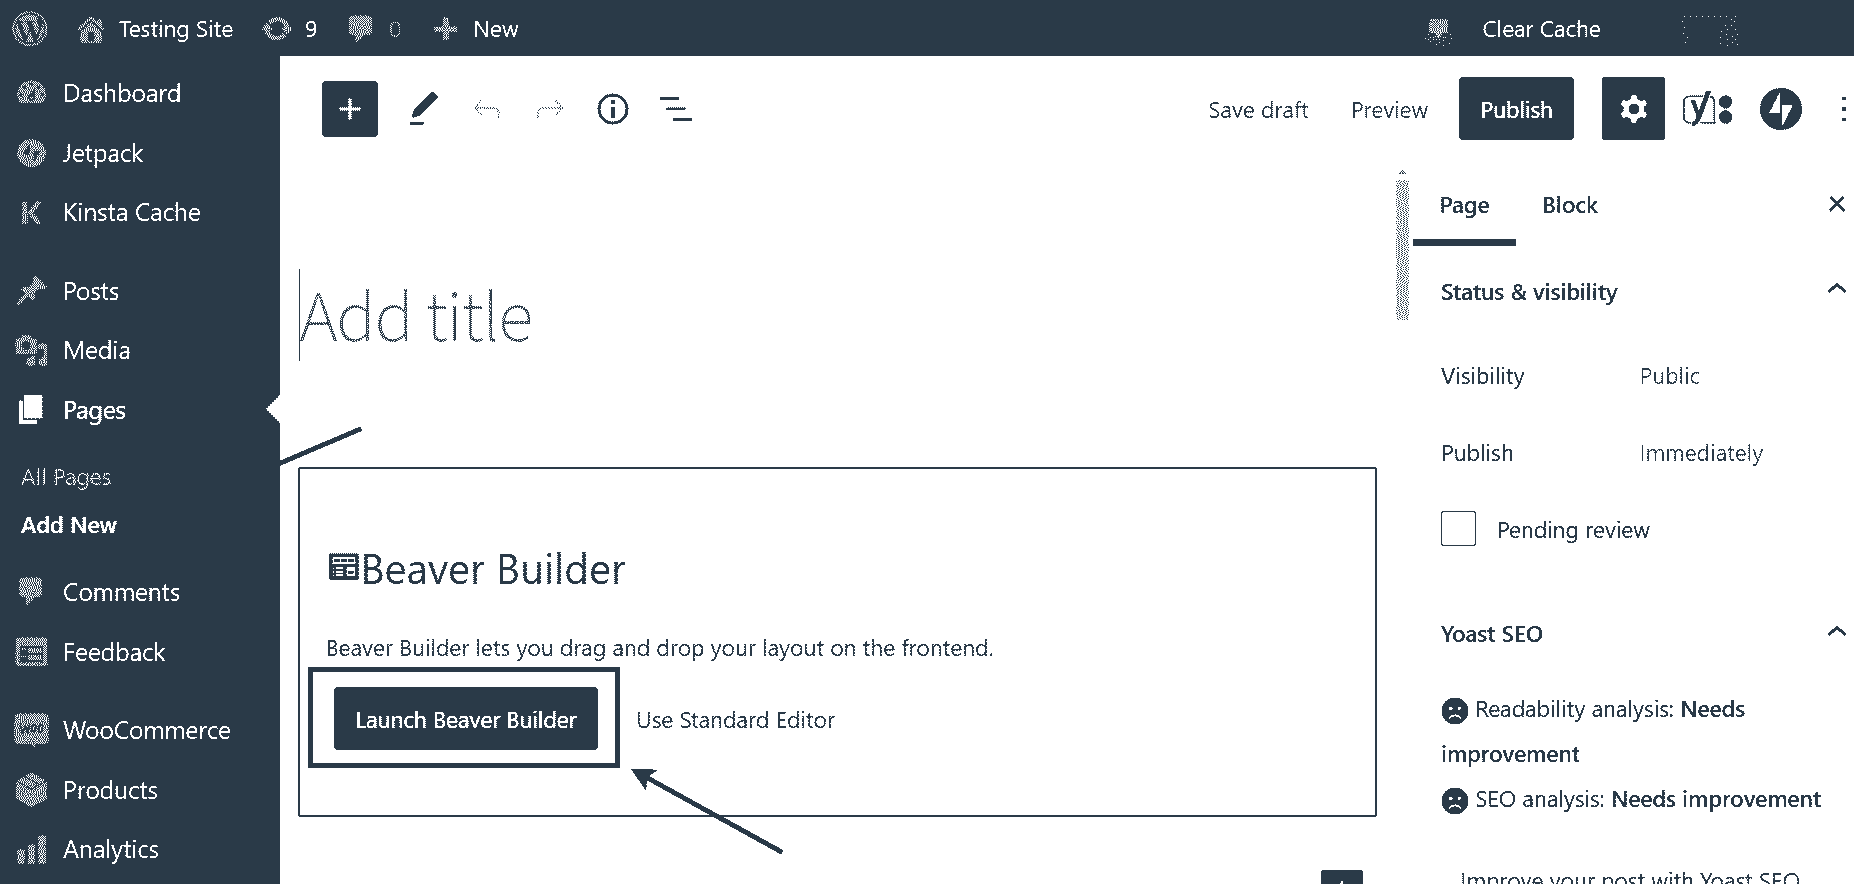 Testing Site 9 0 New Clear Cache
Dashboard
Jetpack
Kinsta Cache
Posts
Media
Pages
All Pages
Add New
Comments
Feedback
WooCommerce
Products
Analytics
Save draft Preview Publish
Add title
Beaver Builder
Beaver Builder lets you drag and drop your layout on the frontend.
Launch Beaver Builder Use Standard Editor
Page Block
Status & visibility
Visibility Public
Publish Immediately
Pending review
Yoast SEO
Readability analysis: Needs
improvement
SEO analysis: Needs improvement
Improve your post with Yoast SEO